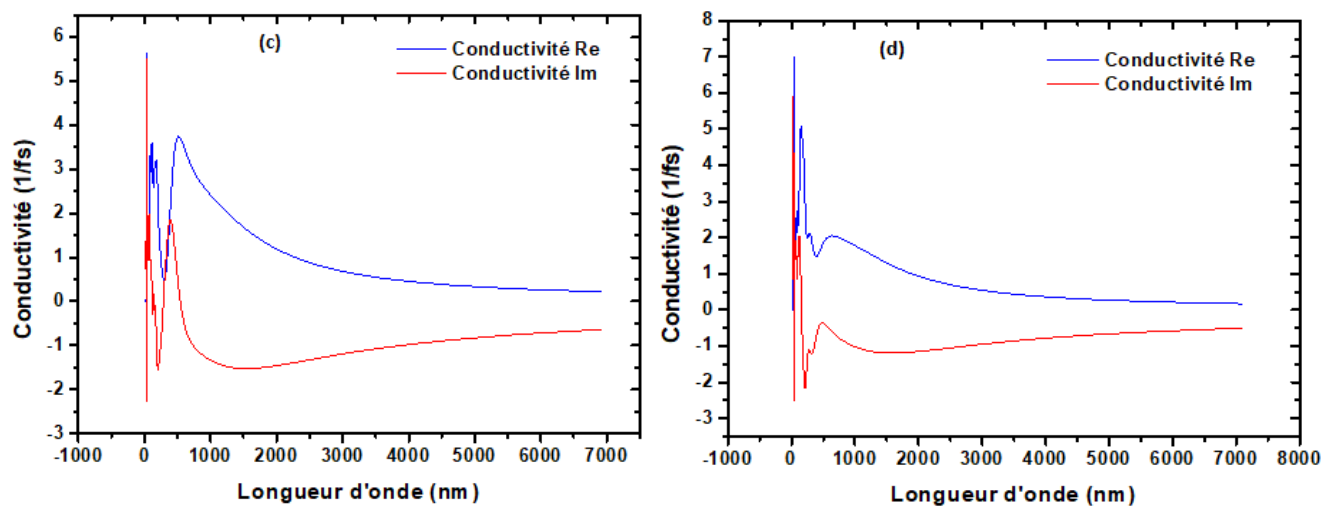 (c)
Conductivité Re
Conductivité Im
6
5
4
3
2
1
0
-1
-2
-3
-1000 0 1000 2000 3000 4000 5000 6000 7000
Conductivité (1/fs)
Longueur d'onde (nm)
(d)
Conductivité Re
Conductivité Im
8
7
6
5
4
3
2
1
0
-1
-2
-3
-1000 0 1000 2000 3000 4000 5000 6000 7000 8000
Conductivité (1/fs)
Longueur d'onde (nm)